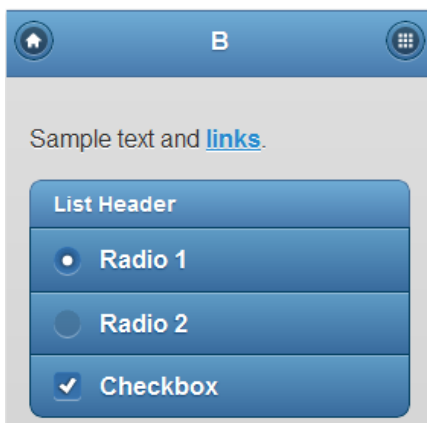 B
Sample text and links.
List Header
Radio 1
Radio 2
Checkbox